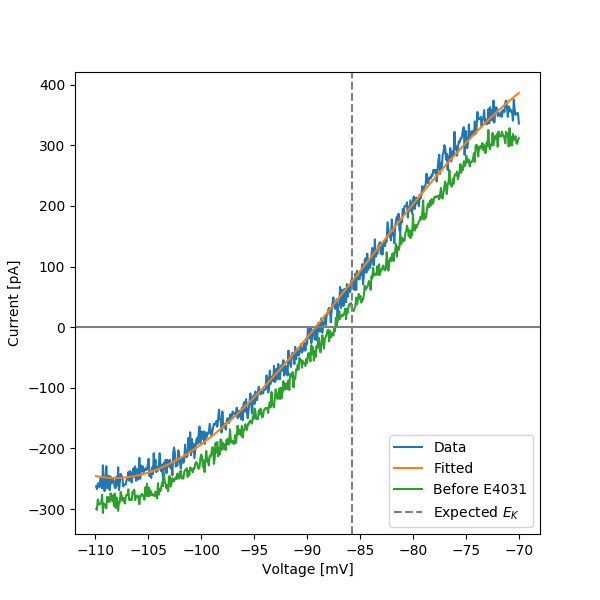 400
300
200
100
0
−100
−200
−300
Current [pA]
Data
Fitted
Before E4031
Expected $E_K$
−110 −105 −100 −95 −90 −85 −80 −75 −70
Voltage [mV]